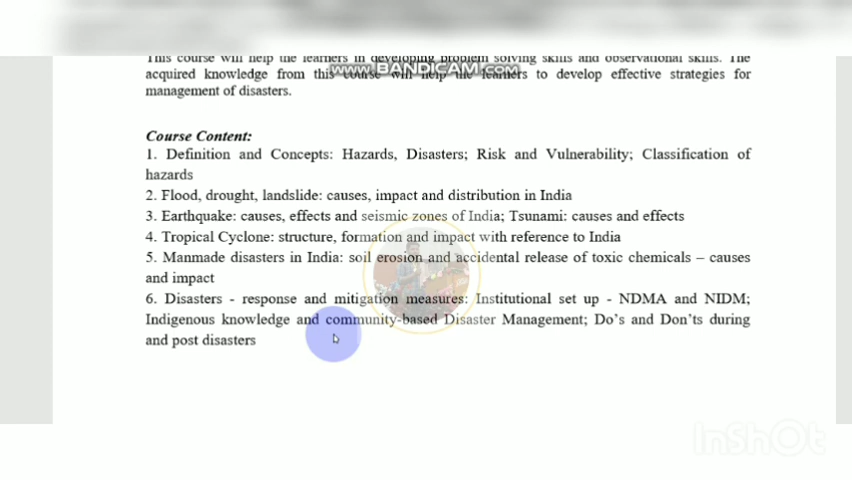 This course will help the learners in developing problem solving skills and observational skills. The
www.BANDICAM.com
acquired knowledge from this course will help the learners to develop effective strategies for
management of disasters.
Course Content:
1. Definition and Concepts: Hazards, Disasters; Risk and Vulnerability; Classification of
hazards
2. Flood, drought, landslide: causes, impact and distribution in India
3. Earthquake: causes, effects and seismic zones of India; Tsunami: causes and effects
4. Tropical Cyclone: structure, formation and impact with reference to India
5. Manmade disasters in India: soil erosion and accidental release of toxic chemicals – causes
and impact
6. Disasters - response and mitigation measures: Institutional set up - NDMA and NIDM;
Indigenous knowledge and community-based Disaster Management; Do's and Don'ts during
and post disasters
InShOt